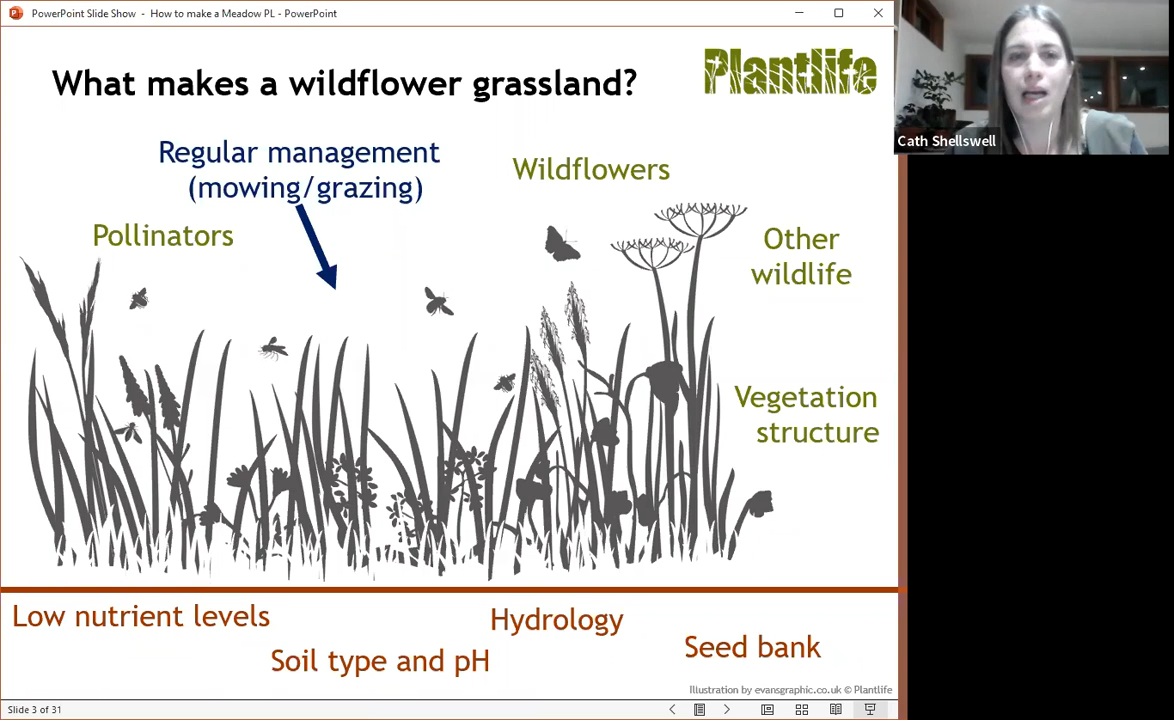 PowerPoint Slide Show - How to make a Meadow PL - PowerPoint
What makes a wildflower grassland?
Plantlife
Cath Shellswell
Regular management
(mowing/grazing)
Wildflowers
Pollinators
Other
wildlife
Vegetation
structure
Low nutrient levels
Hydrology
Soil type and pH
Seed bank
Illustration by evansgraphic.co.uk © Plantlife
Slide 3 of 31